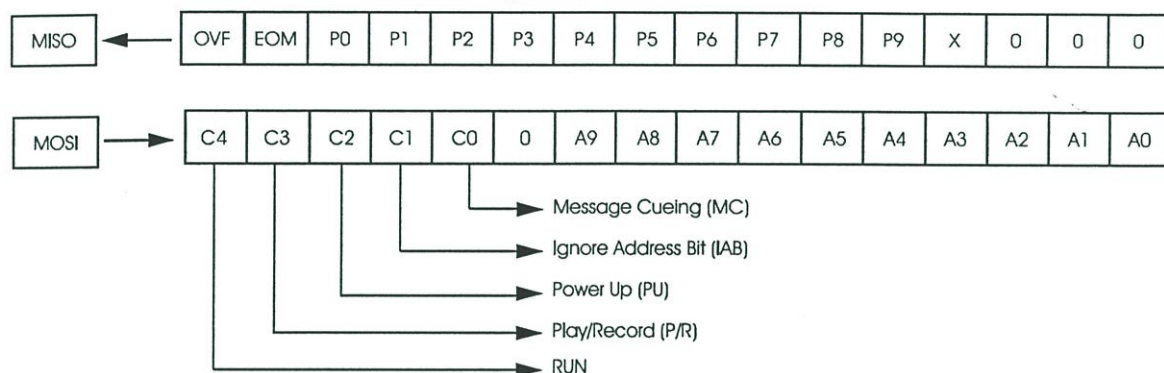 MISO OVF EOM P0 P1 P2 P3 P4 P5 P6 P7 P8 P9 X 0 0 0
MOSI C4 C3 C2 C1 C0 0 A9 A8 A7 A6 A5 A4 A3 A2 A1 A0
Message Cueing (MC)
Ignore Address Bit (IAB)
Power Up (PU)
Play/Record (P/R)
RUN